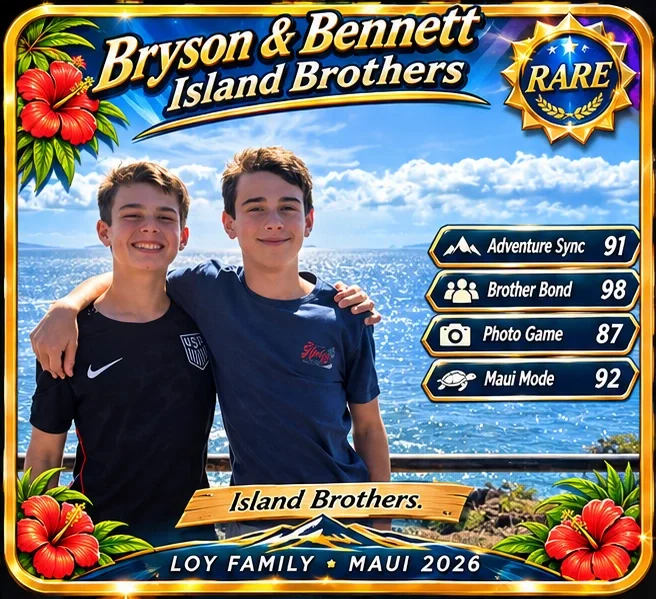 Bryson & Bennett
Island Brothers
RARE
Adventure Sync 91
Brother Bond 98
Photo Game 87
Maui Mode 92
Island Brothers.
LOY FAMILY ★ MAUI 2026